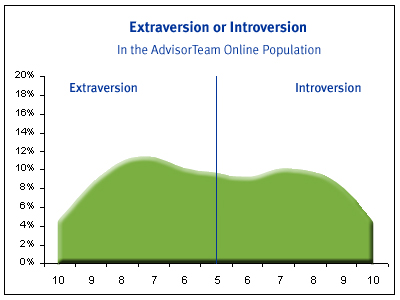 Extraversion or Introversion
In the AdvisorTeam Online Population
20%
18%
16%
14%
12%
10%
8%
6%
4%
2%
0%
Extraversion
Introversion
10 9 8 7 6 5 6 7 8 9 10